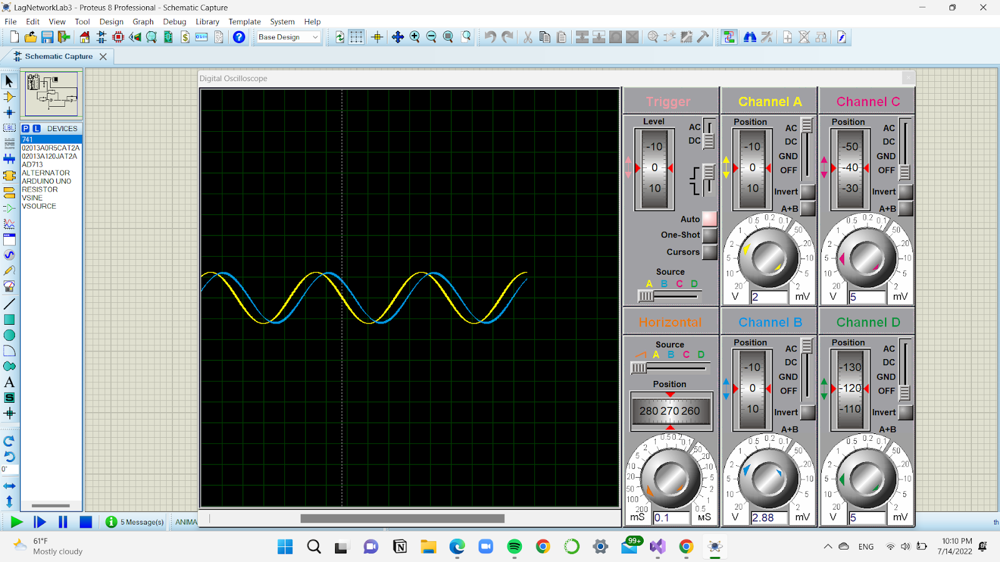 LagNetworkLab3 - Proteus 8 Professional - Schematic Capture
File Edit View Tool Design Graph Debug Library Template System Help
Base Design
Schematic Capture
Digital Oscilloscope
P L DEVICES
741
02013A0R5CAT2A
02013A120JAT2A
AD713
ALTERNATOR
ARDUINO UNO
RESISTOR
VSINE
VSOURCE
LBL
A
S
0°
Trigger
Level
-10
0
10
AC
DC
Auto
One-Shot
Cursors
Source
A B C D
Channel A
Position
-10
0
10
AC
DC
GND
OFF
Invert
A+B
0.5 0.2 0.1
1 50
2 20
5 10
10 5
20 2
V 2 mV
Channel C
Position
-50
-40
-30
AC
DC
GND
OFF
Invert
A+B
0.5 0.2 0.1
1 50
2 20
5 10
10 5
20 2
V 5 mV
Horizontal
Source
A B C D
Position
280 270 260
1 0.5 0.2 0.1
2 50
5 20
10 10
20 5
50 2
100 1
200 0.5
mS 0.1 мS
Channel B
Position
-10
0
10
AC
DC
GND
OFF
Invert
A+B
0.5 0.2 0.1
1 50
2 20
5 10
10 5
20 2
V 2.88 mV
Channel D
Position
-130
-120
-110
AC
DC
GND
OFF
Invert
A+B
0.5 0.2 0.1
1 50
2 20
5 10
10 5
20 2
V 5 mV
5 Message(s) ANIMA
th
61°F
Mostly cloudy
99+
ENG
10:10 PM
7/14/2022